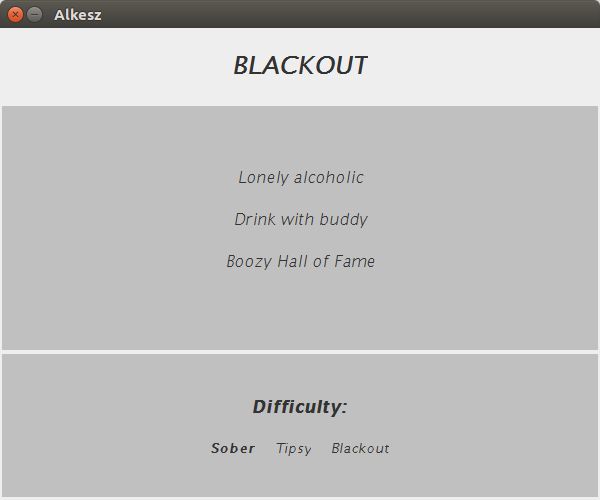 Alkesz
BLACKOUT
Lonely alcoholic
Drink with buddy
Boozy Hall of Fame
Difficulty:
Sober Tipsy Blackout